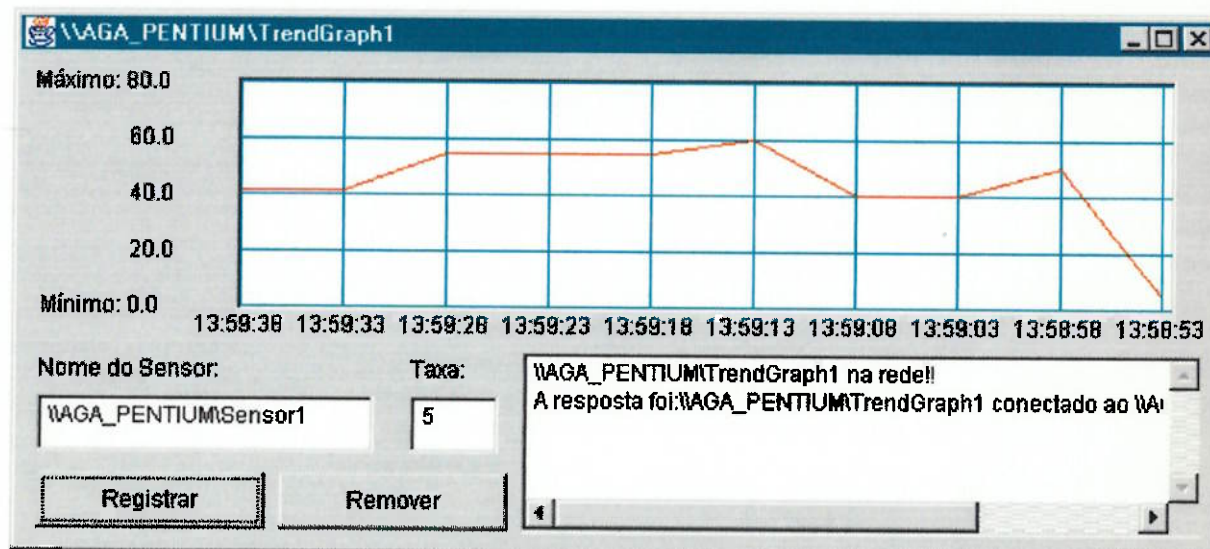 \\AGA_PENTIUM\TrendGraph1
Máximo: 80.0
60.0
40.0
20.0
Mínimo: 0.0
13:59:38 13:59:33 13:59:28 13:59:23 13:59:18 13:59:13 13:59:08 13:59:03 13:58:58 13:58:53
Nome do Sensor:
Taxa:
\\AGA_PENTIUM\Sensor1
5
\\AGA_PENTIUM\TrendGraph1 na rede!!
A resposta foi:\\AGA_PENTIUM\TrendGraph1 conectado ao
Registrar
Remover